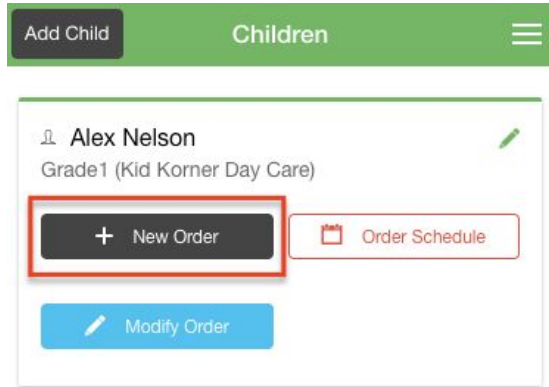 Add Child
Children
Alex Nelson
Grade1 (Kid Korner Day Care)
New Order
Order Schedule
Modify Order